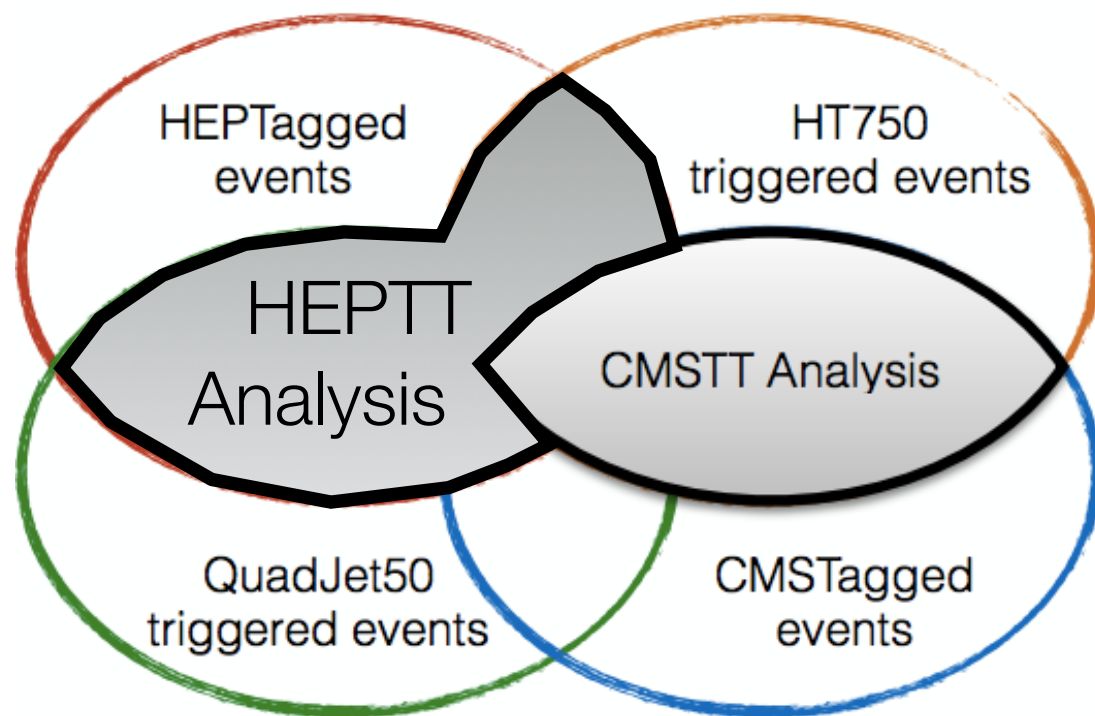 HEPTagged
events
HT750
triggered events
HEPTT
Analysis
CMSTT Analysis
QuadJet50
triggered events
CMSTagged
events